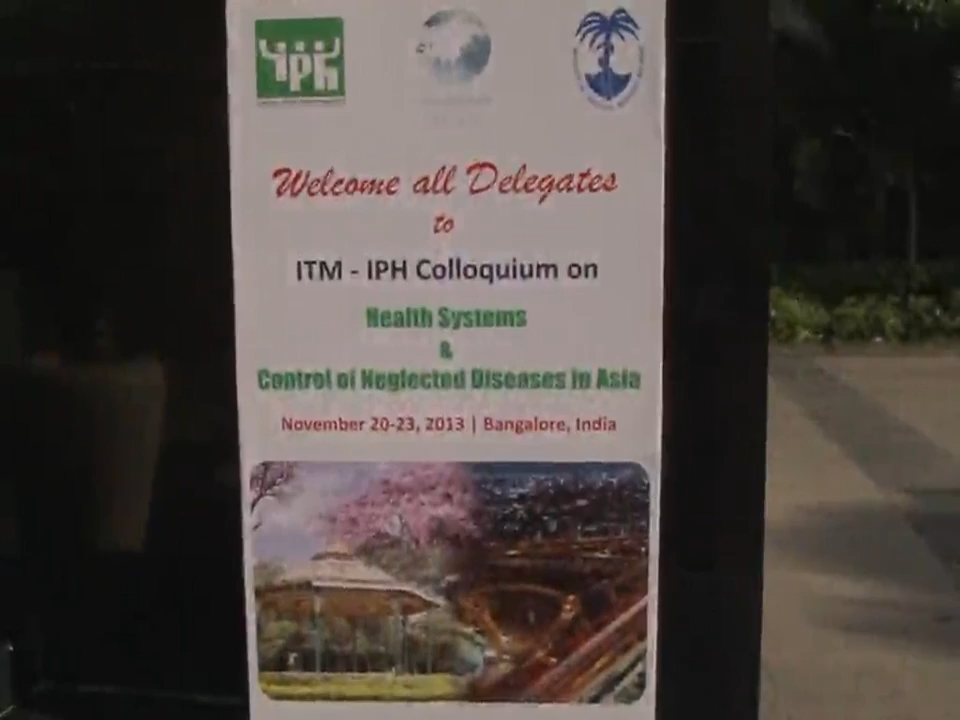 iPh
Welcome all Delegates
to
ITM - IPH Colloquium on
Health Systems
&
Control of Neglected Diseases in Asia
November 20-23, 2013 | Bangalore, India